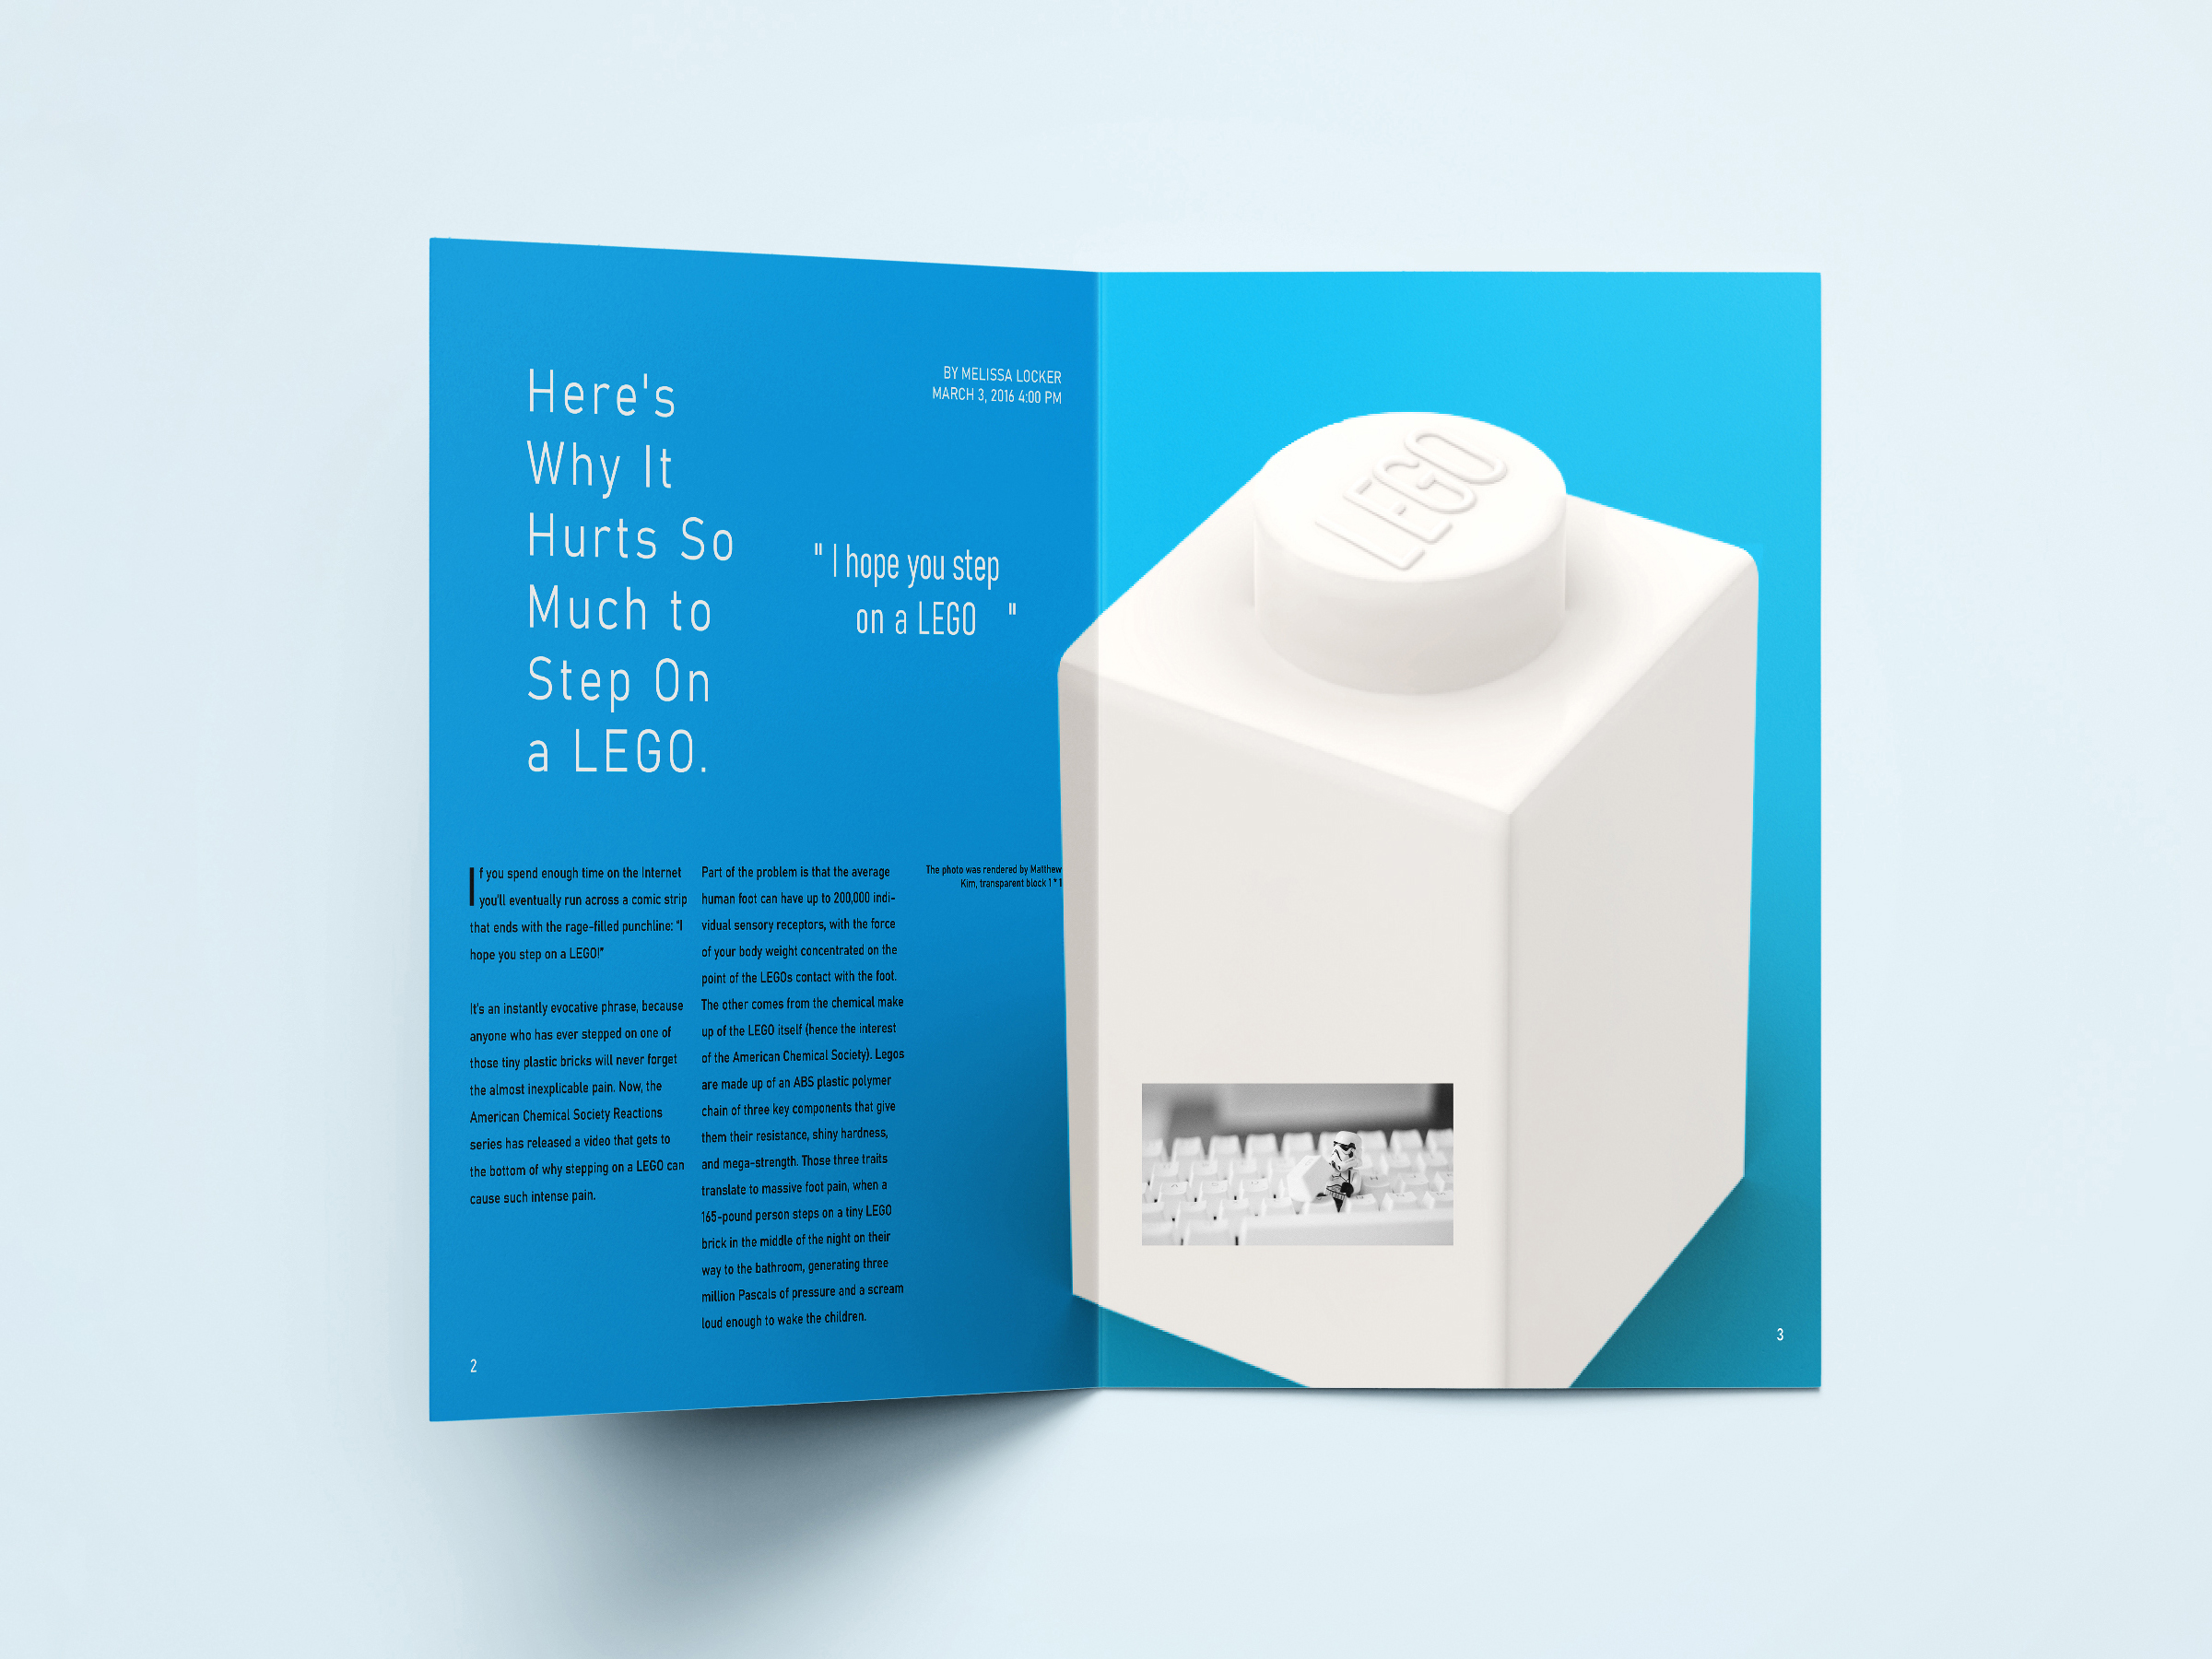 Here's
Why It
Hurts So
Much to
Step On
a LEGO.
BY MELISSA LOCKER
MARCH 3, 2016 4:00 PM
" I hope you step
on a LEGO "
If you spend enough time on the Internet
you'll eventually run across a comic strip
that ends with the rage-filled punchline: "I
hope you step on a LEGO!"
It's an instantly evocative phrase, because
anyone who has ever stepped on one of
those tiny plastic bricks will never forget
the almost inexplicable pain. Now, the
American Chemical Society Reactions
series has released a video that gets to
the bottom of why stepping on a LEGO can
cause such intense pain.
Part of the problem is that the average
human foot can have up to 200,000 indi-
vidual sensory receptors, with the force
of your body weight concentrated on the
point of the LEGOs contact with the foot.
The other comes from the chemical make
up of the LEGO itself (hence the interest
of the American Chemical Society). Legos
are made up of an ABS plastic polymer
chain of three key components that give
them their resistance, shiny hardness,
and mega-strength. Those three traits
translate to massive foot pain, when a
165-pound person steps on a tiny LEGO
brick in the middle of the night on their
way to the bathroom, generating three
million Pascals of pressure and a scream
loud enough to wake the children.
The photo was rendered by Matthew
Kim, transparent block 1 * 1
2
LEGO
3